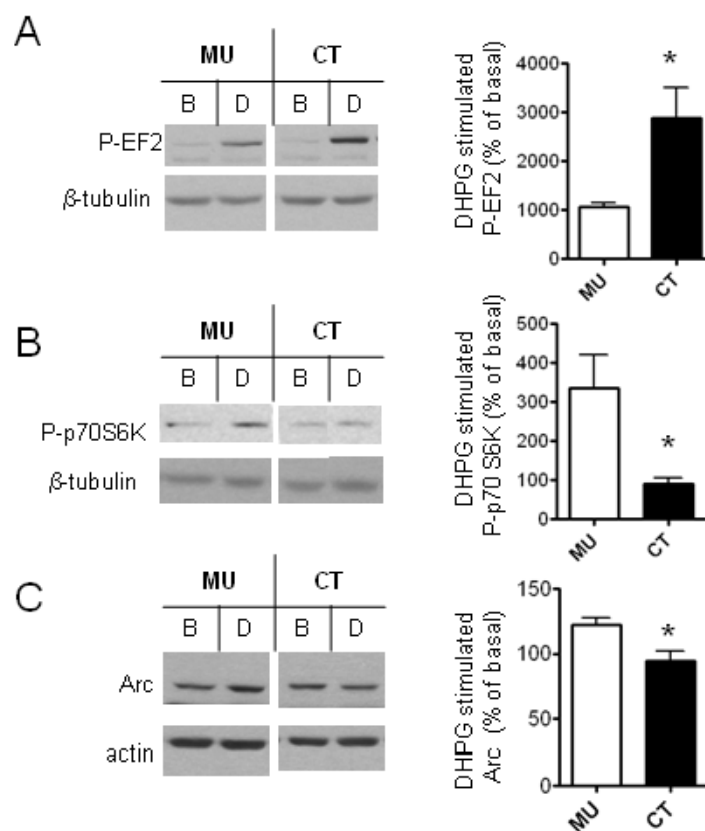 A
MU CT
B D B D
P-EF2
β-tubulin
DHPG stimulated
P-EF2 (% of basal)
4000
3000
2000
1000
0
*
MU CT
B
MU CT
B D B D
P-p70S6K
β-tubulin
DHPG stimulated
P-p70 S6K (% of basal)
500
400
300
200
100
0
*
MU CT
C
MU CT
B D B D
Arc
actin
DHPG stimulated
Arc (% of basal)
150
100
50
0
*
MU CT